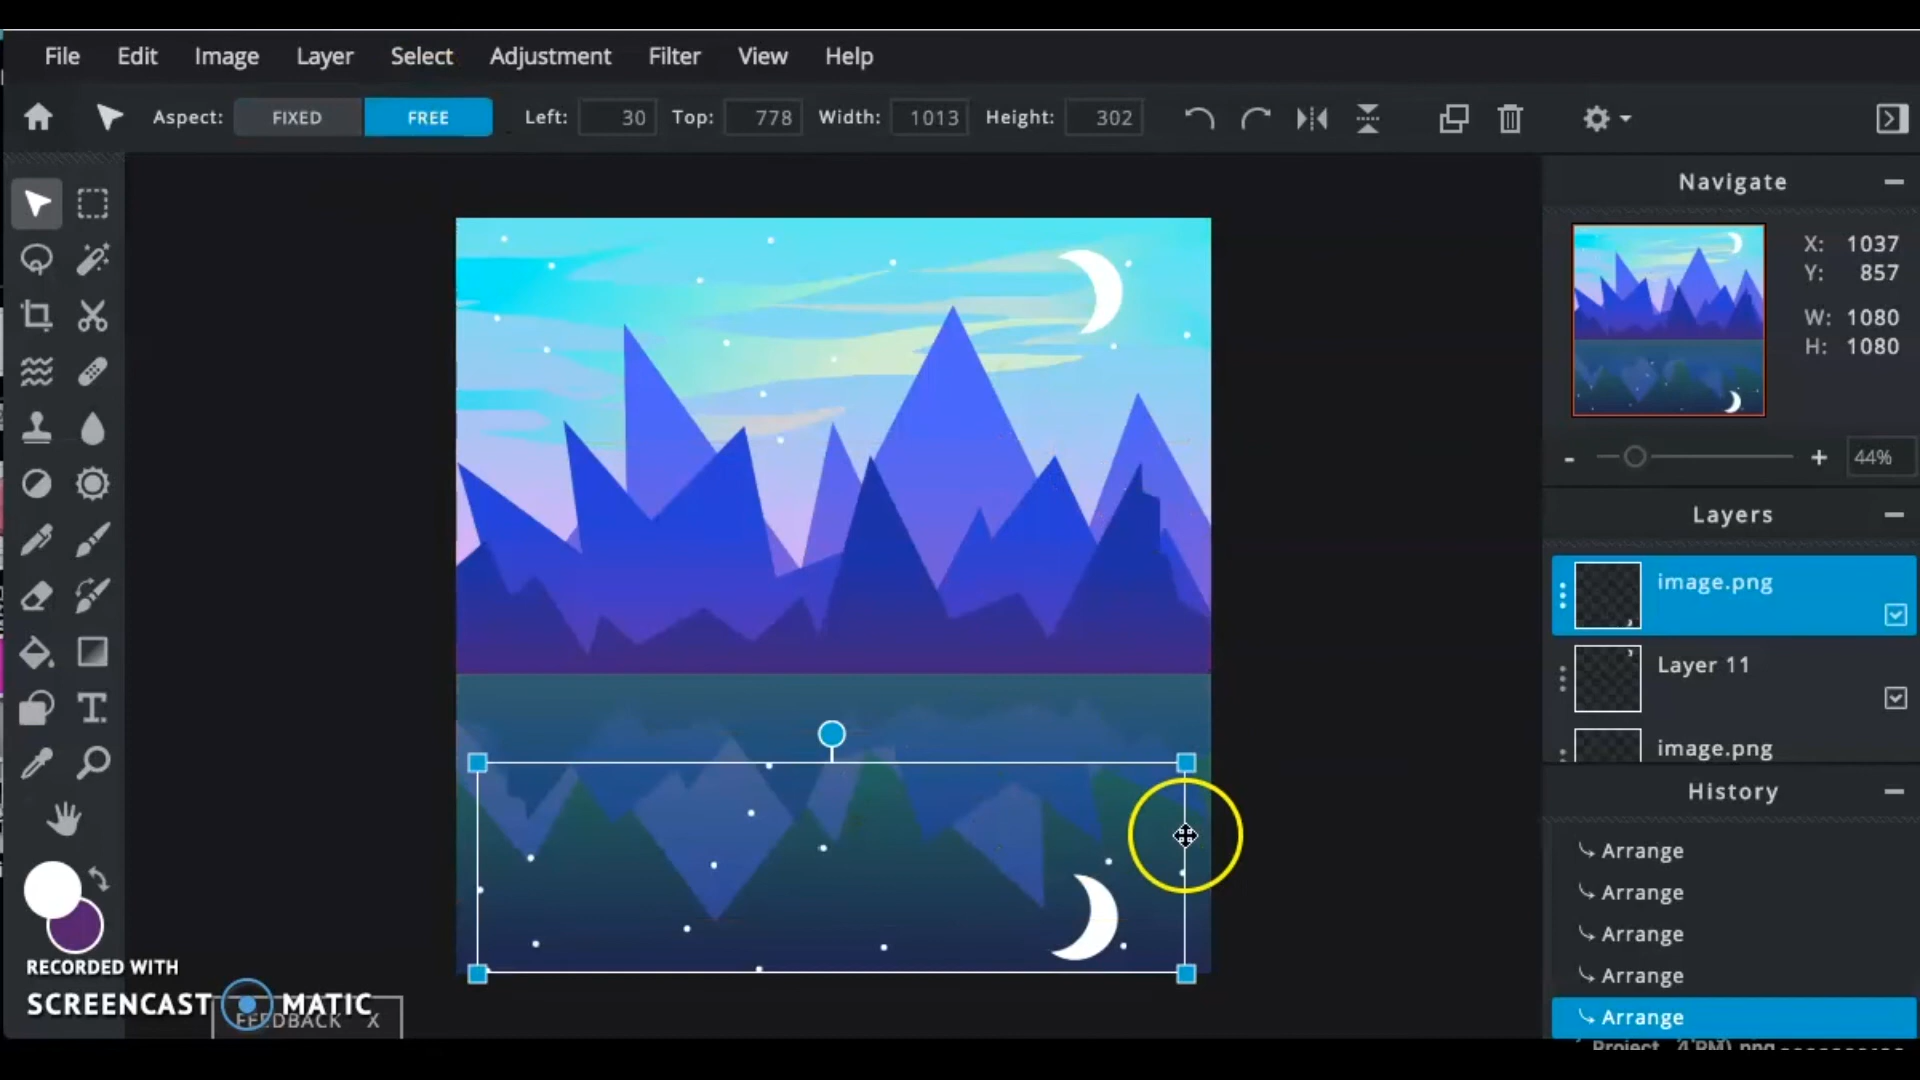 File Edit Image Layer Select Adjustment Filter View Help
Aspect: FIXED FREE Left: 30 Top: 778 Width: 1013 Height: 302
Navigate
X: 1037
Y: 857
W: 1080
H: 1080
- + 44%
Layers
image.png
Layer 11
image.png
History
Arrange
Arrange
Arrange
Arrange
Arrange
RECORDED WITH
SCREENCAST MATIC
FEEDBACK X